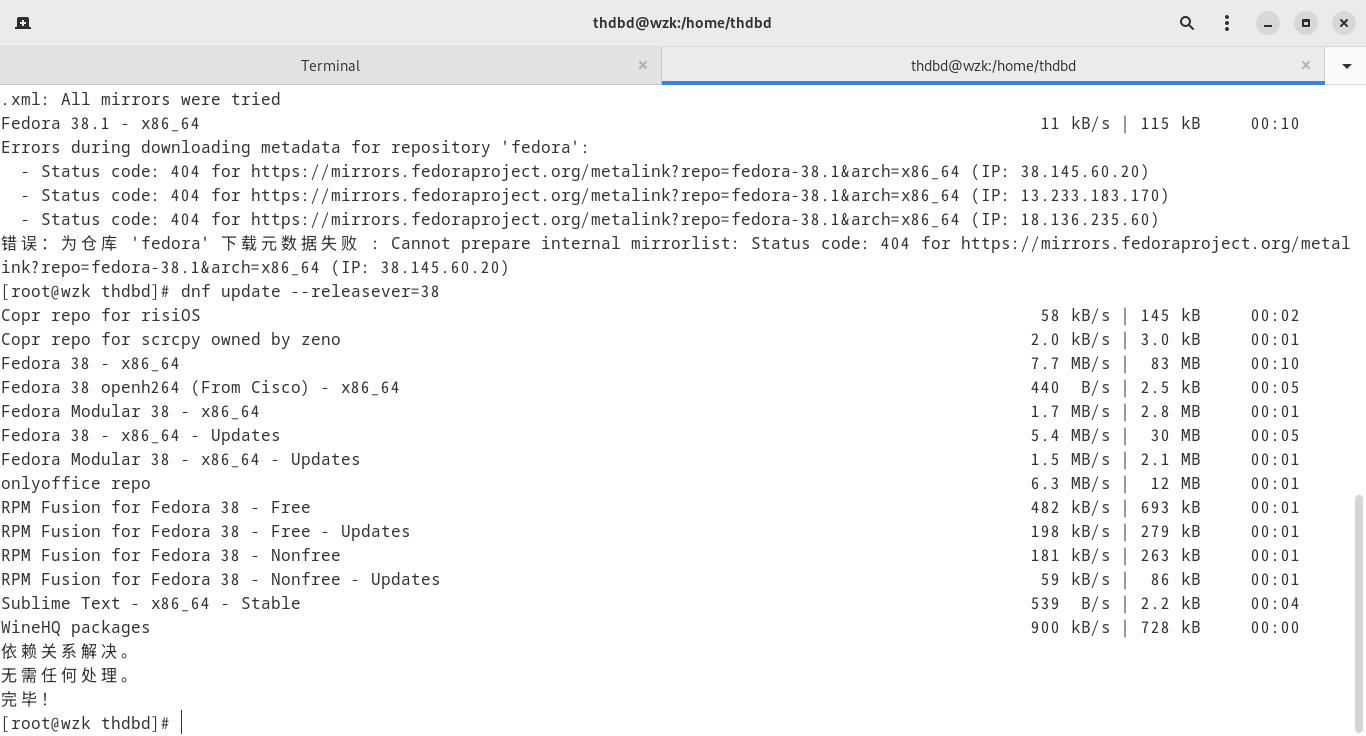 thdbd@wzk:/home/thdbd
Terminal
thdbd@wzk:/home/thdbd
.xml: All mirrors were tried
Fedora 38.1 - x86_64 11 kB/s | 115 kB 00:10
Errors during downloading metadata for repository 'fedora':
- Status code: 404 for https://mirrors.fedoraproject.org/metalink?repo=fedora-38.1&arch=x86_64 (IP: 38.145.60.20)
- Status code: 404 for https://mirrors.fedoraproject.org/metalink?repo=fedora-38.1&arch=x86_64 (IP: 13.233.183.170)
- Status code: 404 for https://mirrors.fedoraproject.org/metalink?repo=fedora-38.1&arch=x86_64 (IP: 18.136.235.60)
错误：为仓库 'fedora' 下载元数据失败 : Cannot prepare internal mirrorlist: Status code: 404 for https://mirrors.fedoraproject.org/metal
ink?repo=fedora-38.1&arch=x86_64 (IP: 38.145.60.20)
[root@wzk thdbd]# dnf update --releasever=38
Copr repo for risiOS 58 kB/s | 145 kB 00:02
Copr repo for scrcpy owned by zeno 2.0 kB/s | 3.0 kB 00:01
Fedora 38 - x86_64 7.7 MB/s | 83 MB 00:10
Fedora 38 openh264 (From Cisco) - x86_64 440 B/s | 2.5 kB 00:05
Fedora Modular 38 - x86_64 1.7 MB/s | 2.8 MB 00:01
Fedora 38 - x86_64 - Updates 5.4 MB/s | 30 MB 00:05
Fedora Modular 38 - x86_64 - Updates 1.5 MB/s | 2.1 MB 00:01
onlyoffice repo 6.3 MB/s | 12 MB 00:01
RPM Fusion for Fedora 38 - Free 482 kB/s | 693 kB 00:01
RPM Fusion for Fedora 38 - Free - Updates 198 kB/s | 279 kB 00:01
RPM Fusion for Fedora 38 - Nonfree 181 kB/s | 263 kB 00:01
RPM Fusion for Fedora 38 - Nonfree - Updates 59 kB/s | 86 kB 00:01
Sublime Text - x86_64 - Stable 539 B/s | 2.2 kB 00:04
WineHQ packages 900 kB/s | 728 kB 00:00
依赖关系解决。
无需任何处理。
完毕！
[root@wzk thdbd]#